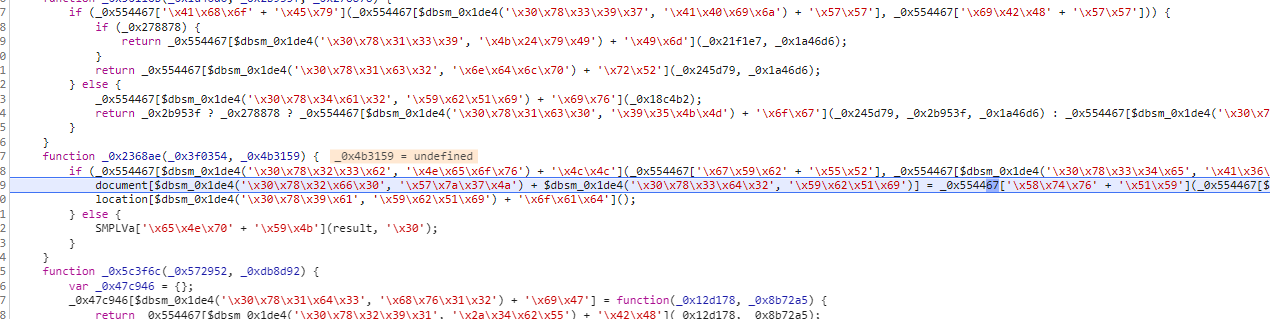 7 if (_0x554467['\x41\x68\x6f' + '\x45\x79'](_0x554467[$dbsm_0x1de4('\x30\x78\x33\x39\x37', '\x41\x40\x69\x6a') + '\x57\x57'], _0x554467['\x69\x42\x48' + '\x57\x57'])) {
8 if (_0x278878) {
9 return _0x554467[$dbsm_0x1de4('\x30\x78\x31\x33\x39', '\x4b\x24\x79\x49') + '\x49\x6d'](_0x21f1e7, _0x1a46d6);
0 }
1 return _0x554467[$dbsm_0x1de4('\x30\x78\x31\x63\x32', '\x6e\x64\x6c\x70') + '\x72\x52'](_0x245d79, _0x1a46d6);
2 } else {
3 _0x554467[$dbsm_0x1de4('\x30\x78\x34\x61\x32', '\x59\x62\x51\x69') + '\x69\x76'](_0x18c4b2);
4 return _0x2b953f ? _0x278878 ? _0x554467[$dbsm_0x1de4('\x30\x78\x31\x63\x30', '\x39\x35\x4b\x4d') + '\x6f\x67'](_0x245d79, _0x2b953f, _0x1a46d6) : _0x554467[$dbsm_0x1de4('\x30\x7
5 }
6 }
7 function _0x2368ae(_0x3f0354, _0x4b3159) { _0x4b3159 = undefined
8 if (_0x554467[$dbsm_0x1de4('\x30\x78\x32\x33\x62', '\x4e\x65\x6f\x76') + '\x4c\x4c'](_0x554467['\x67\x59\x62' + '\x55\x52'], _0x554467[$dbsm_0x1de4('\x30\x78\x33\x34\x65', '\x41\x36\
9 document[$dbsm_0x1de4('\x30\x78\x32\x66\x30', '\x57\x7a\x37\x4a') + $dbsm_0x1de4('\x30\x78\x33\x64\x32', '\x59\x62\x51\x69')] = _0x554467['\x58\x74\x76' + '\x51\x59'](_0x554467[$
0 location[$dbsm_0x1de4('\x30\x78\x39\x61', '\x59\x62\x51\x69') + '\x6f\x61\x64']();
1 } else {
2 SMPLVa['\x65\x4e\x70' + '\x59\x4b'](result, '\x30');
3 }
4 }
5 function _0x5c3f6c(_0x572952, _0xdb8d92) {
6 var _0x47c946 = {};
7 _0x47c946[$dbsm_0x1de4('\x30\x78\x31\x64\x33', '\x68\x76\x31\x32') + '\x69\x47'] = function(_0x12d178, _0x8b72a5) {
8 return _0x554467[$dbsm_0x1de4('\x30\x78\x32\x39\x31', '\x2a\x34\x62\x55') + '\x42\x48'](_0x12d178, _0x8b72a5);